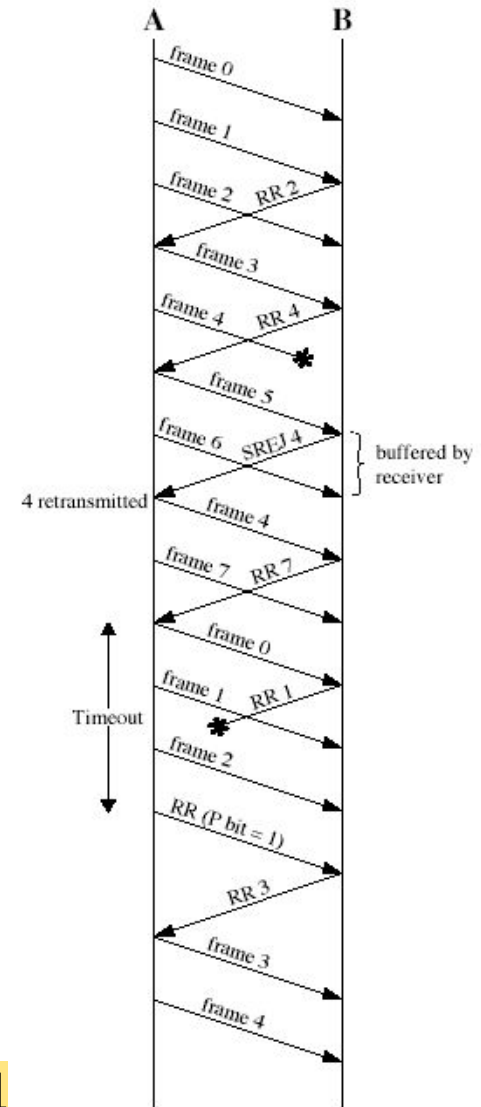 A
B
frame 0
frame 1
frame 2
RR 2
frame 3
frame 4
RR 4
frame 5
frame 6
SREJ 4
buffered by
receiver
4 retransmitted
frame 4
frame 7
RR 7
frame 0
frame 1
RR 1
Timeout
frame 2
RR (P bit = 1)
RR 3
frame 3
frame 4